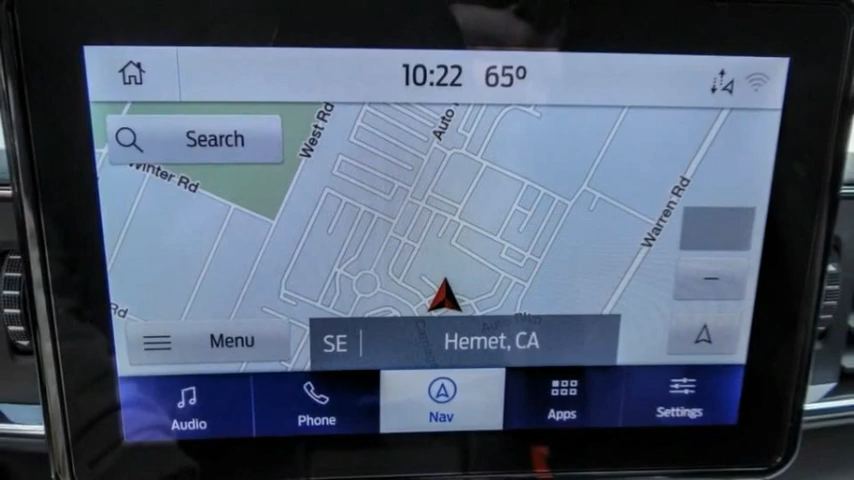 10:22 65º
Search
West Rd
Auto
Winter Rd
Warren Rd
Rd
−
Menu
SE | Hemet, CA
Audio
Phone
Nav
Apps
Settings